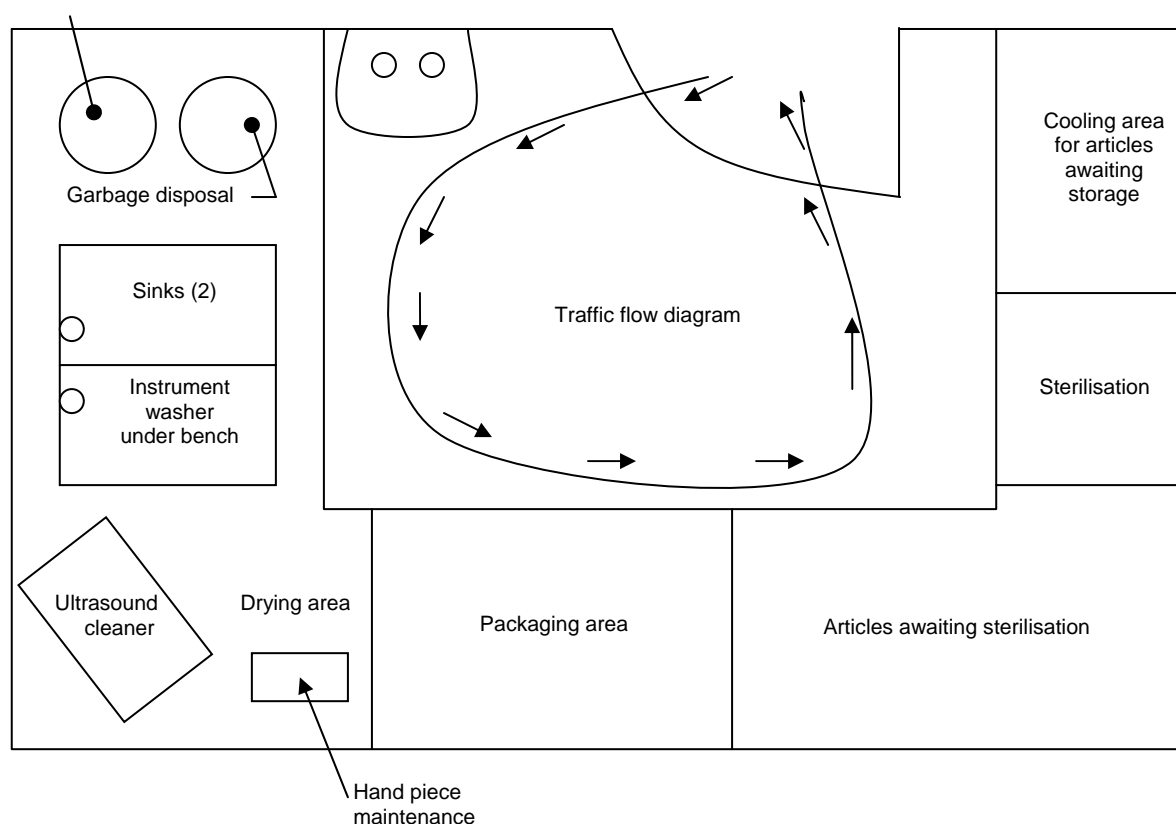 Garbage disposal
Sinks (2)
Instrument
washer
under bench
Ultrasound
cleaner
Drying area
Hand piece
maintenance
Packaging area
Articles awaiting sterilisation
Sterilisation
Cooling area
for articles
awaiting
storage
Traffic flow diagram